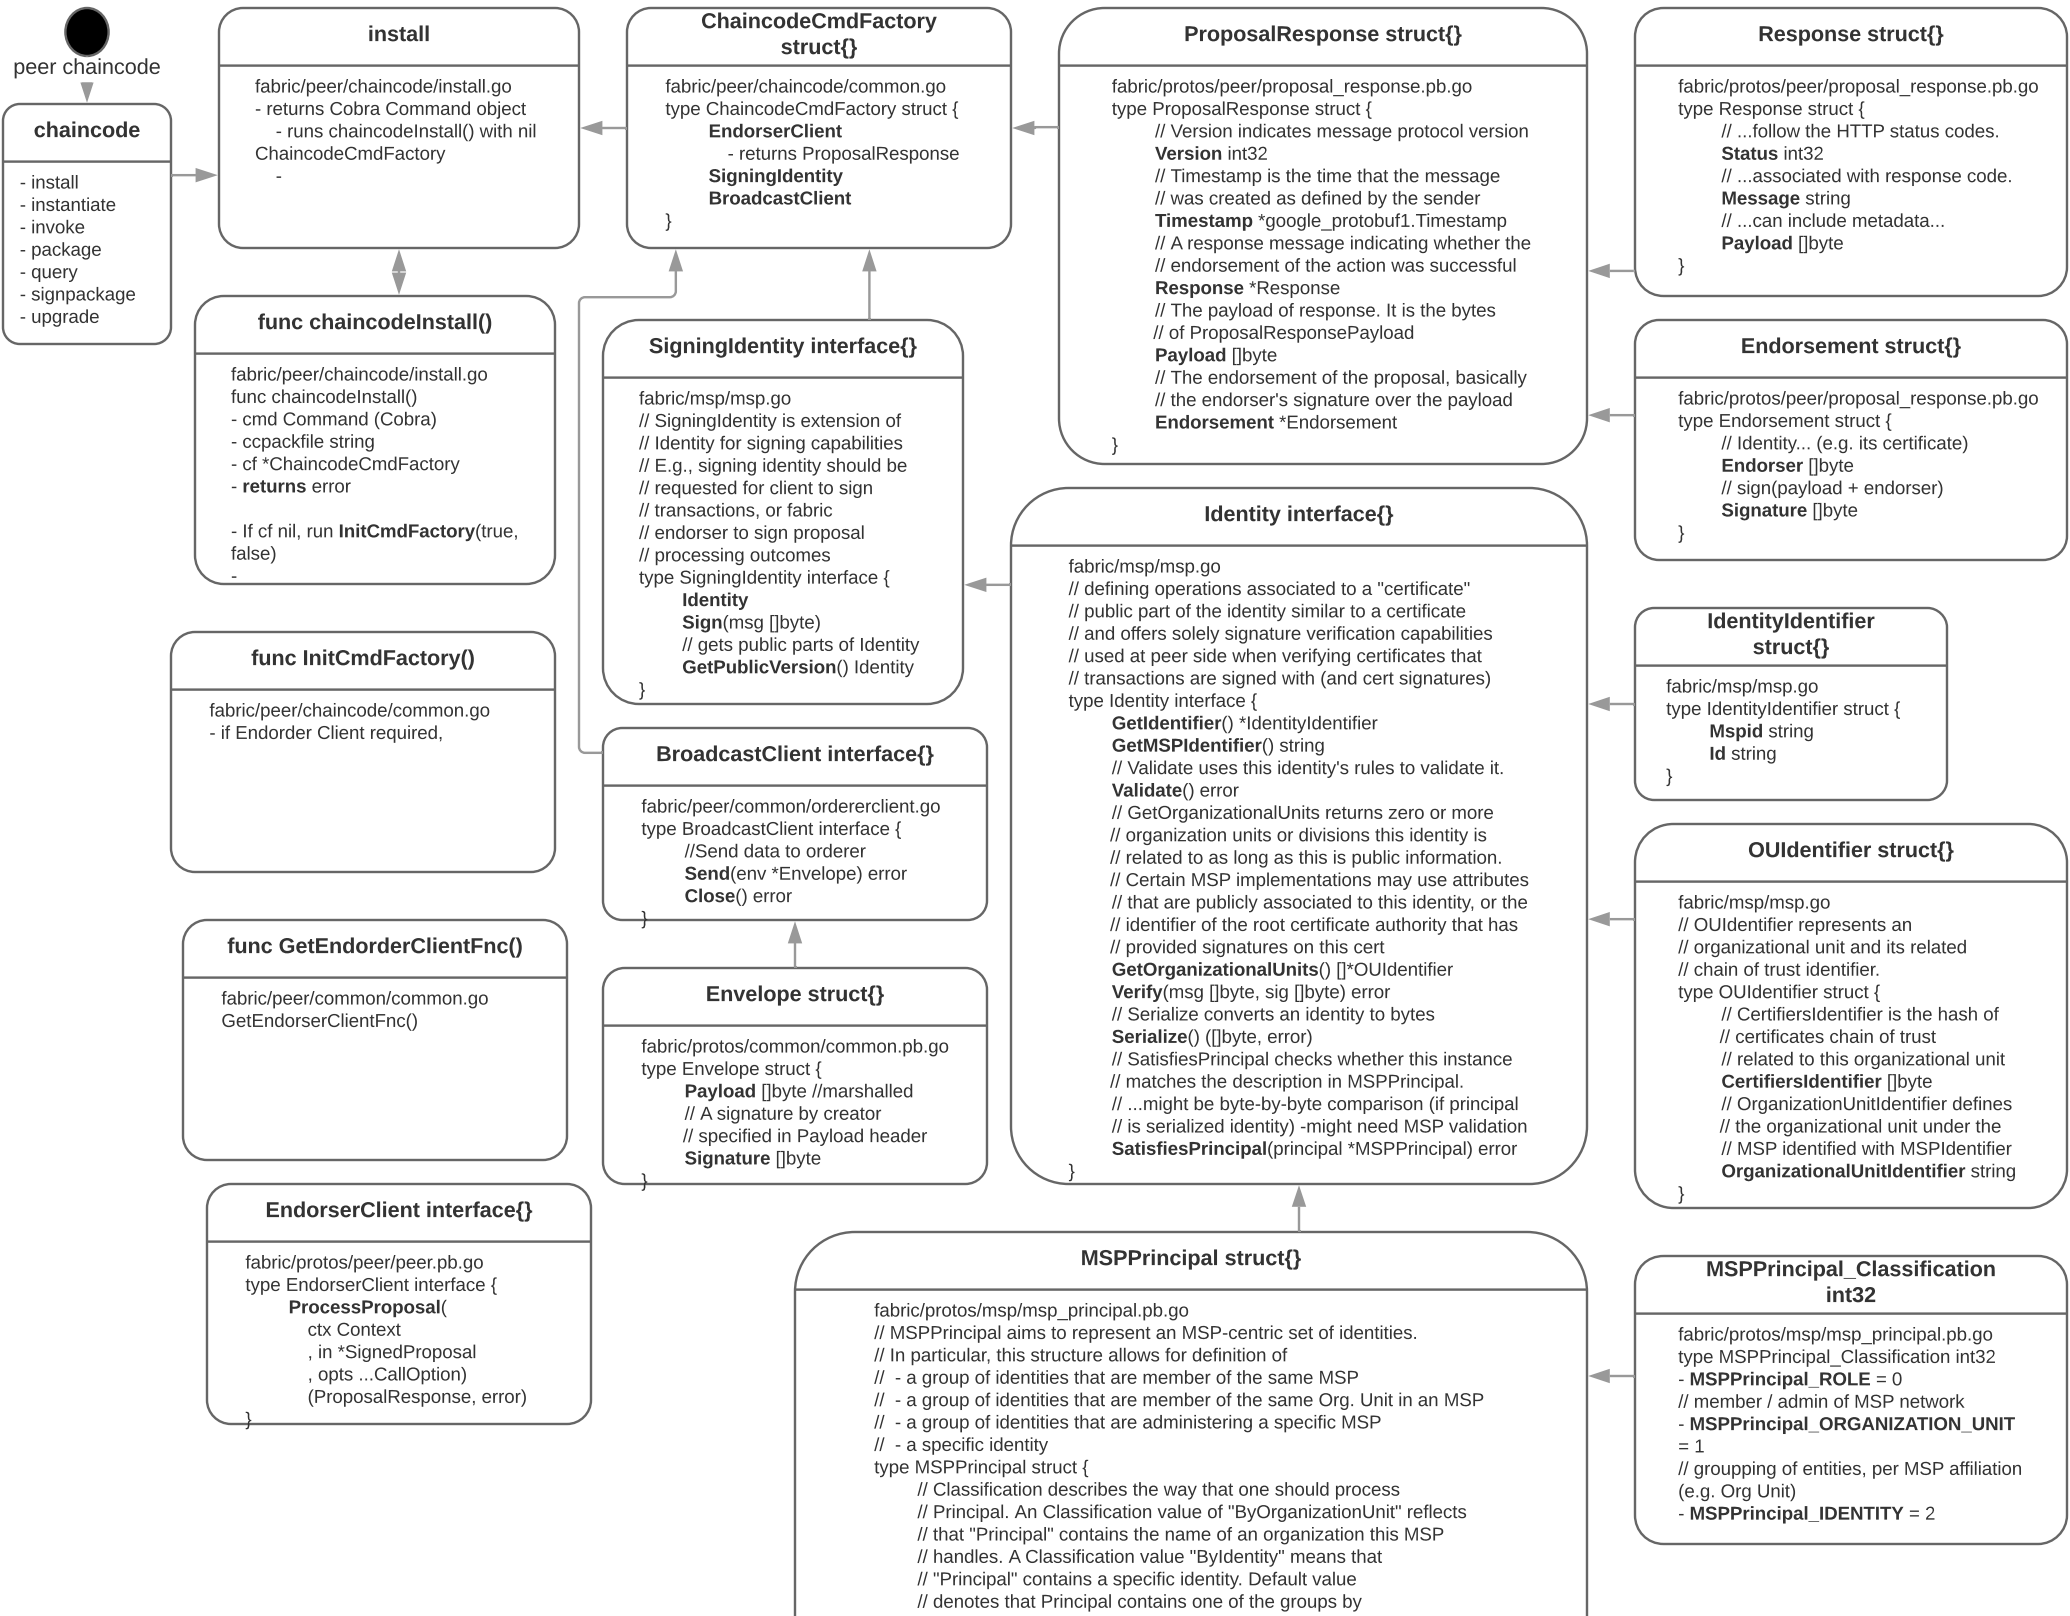 peer chaincode
chaincode
- install
- instantiate
- invoke
- package
- query
- signpackage
- upgrade
install
fabric/peer/chaincode/install.go
- returns Cobra Command object
- runs chaincodeInstall() with nil
ChaincodeCmdFactory
-
func chaincodeInstall()
fabric/peer/chaincode/install.go
func chaincodeInstall()
- cmd Command (Cobra)
- ccpackfile string
- cf *ChaincodeCmdFactory
- returns error
- If cf nil, run InitCmdFactory(true,
false)
-
func InitCmdFactory()
fabric/peer/chaincode/common.go
- if Endorder Client required,
func GetEndorderClientFnc()
fabric/peer/common/common.go
GetEndorserClientFnc()
EndorserClient interface{}
fabric/protos/peer/peer.pb.go
type EndorserClient interface {
ProcessProposal(
ctx Context
, in *SignedProposal
, opts ...CallOption)
(ProposalResponse, error)
}
ChaincodeCmdFactory
struct{}
fabric/peer/chaincode/common.go
type ChaincodeCmdFactory struct {
EndorserClient
- returns ProposalResponse
SigningIdentity
BroadcastClient
}
SigningIdentity interface{}
fabric/msp/msp.go
// SigningIdentity is extension of
// Identity for signing capabilities
// E.g., signing identity should be
// requested for client to sign
// transactions, or fabric
// endorser to sign proposal
// processing outcomes
type SigningIdentity interface {
Identity
Sign(msg []byte)
// gets public parts of Identity
GetPublicVersion() Identity
}
BroadcastClient interface{}
fabric/peer/common/ordererclient.go
type BroadcastClient interface {
//Send data to orderer
Send(env *Envelope) error
Close() error
}
Envelope struct{}
fabric/protos/common/common.pb.go
type Envelope struct {
Payload []byte //marshalled
// A signature by creator
// specified in Payload header
Signature []byte
}
ProposalResponse struct{}
fabric/protos/peer/proposal_response.pb.go
type ProposalResponse struct {
// Version indicates message protocol version
Version int32
// Timestamp is the time that the message
// was created as defined by the sender
Timestamp *google_protobuf1.Timestamp
// A response message indicating whether the
// endorsement of the action was successful
Response *Response
// The payload of response. It is the bytes
// of ProposalResponsePayload
Payload []byte
// The endorsement of the proposal, basically
// the endorser's signature over the payload
Endorsement *Endorsement
}
Identity interface{}
fabric/msp/msp.go
// defining operations associated to a "certificate"
// public part of the identity similar to a certificate
// and offers solely signature verification capabilities
// used at peer side when verifying certificates that
// transactions are signed with (and cert signatures)
type Identity interface {
GetIdentifier() *IdentityIdentifier
GetMSPIdentifier() string
// Validate uses this identity's rules to validate it.
Validate() error
// GetOrganizationalUnits returns zero or more
// organization units or divisions this identity is
// related to as long as this is public information.
// Certain MSP implementations may use attributes
// that are publicly associated to this identity, or the
// identifier of the root certificate authority that has
// provided signatures on this cert
GetOrganizationalUnits() []*OUIdentifier
Verify(msg []byte, sig []byte) error
// Serialize converts an identity to bytes
Serialize() ([]byte, error)
// SatisfiesPrincipal checks whether this instance
// matches the description in MSPPrincipal.
// ...might be byte-by-byte comparison (if principal
// is serialized identity) -might need MSP validation
SatisfiesPrincipal(principal *MSPPrincipal) error
}
MSPPrincipal struct{}
fabric/protos/msp/msp_principal.pb.go
// MSPPrincipal aims to represent an MSP-centric set of identities.
// In particular, this structure allows for definition of
// - a group of identities that are member of the same MSP
// - a group of identities that are member of the same Org. Unit in an MSP
// - a group of identities that are administering a specific MSP
// - a specific identity
type MSPPrincipal struct {
// Classification describes the way that one should process
// Principal. An Classification value of "ByOrganizationUnit" reflects
// that "Principal" contains the name of an organization this MSP
// handles. A Classification value "ByIdentity" means that
// "Principal" contains a specific identity. Default value
// denotes that Principal contains one of the groups by
Response struct{}
fabric/protos/peer/proposal_response.pb.go
type Response struct {
// ...follow the HTTP status codes.
Status int32
// ...associated with response code.
Message string
// ...can include metadata...
Payload []byte
}
Endorsement struct{}
fabric/protos/peer/proposal_response.pb.go
type Endorsement struct {
// Identity... (e.g. its certificate)
Endorser []byte
// sign(payload + endorser)
Signature []byte
}
IdentityIdentifier
struct{}
fabric/msp/msp.go
type IdentityIdentifier struct {
Mspid string
Id string
}
OUIdentifier struct{}
fabric/msp/msp.go
// OUIdentifier represents an
// organizational unit and its related
// chain of trust identifier.
type OUIdentifier struct {
// CertifiersIdentifier is the hash of
// certificates chain of trust
// related to this organizational unit
CertifiersIdentifier []byte
// OrganizationUnitIdentifier defines
// the organizational unit under the
// MSP identified with MSPIdentifier
OrganizationalUnitIdentifier string
}
MSPPrincipal_Classification
int32
fabric/protos/msp/msp_principal.pb.go
type MSPPrincipal_Classification int32
- MSPPrincipal_ROLE = 0
// member / admin of MSP network
- MSPPrincipal_ORGANIZATION_UNIT
= 1
// groupping of entities, per MSP affiliation
(e.g. Org Unit)
- MSPPrincipal_IDENTITY = 2